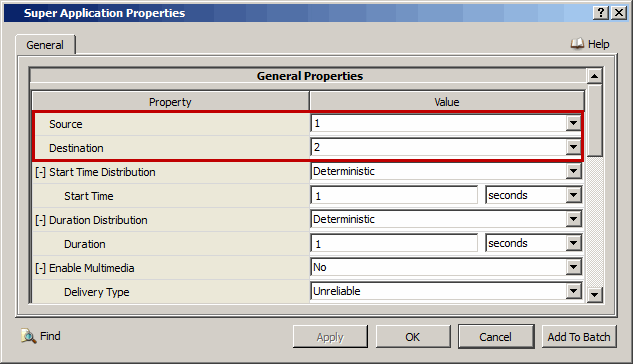 Super Application Properties
General
Help
General Properties
Property Value
Source 1
Destination 2
[-] Start Time Distribution Deterministic
Start Time 1 seconds
[-] Duration Distribution Deterministic
Duration 1 seconds
[-] Enable Multimedia No
Delivery Type Unreliable
Find Apply OK Cancel Add To Batch